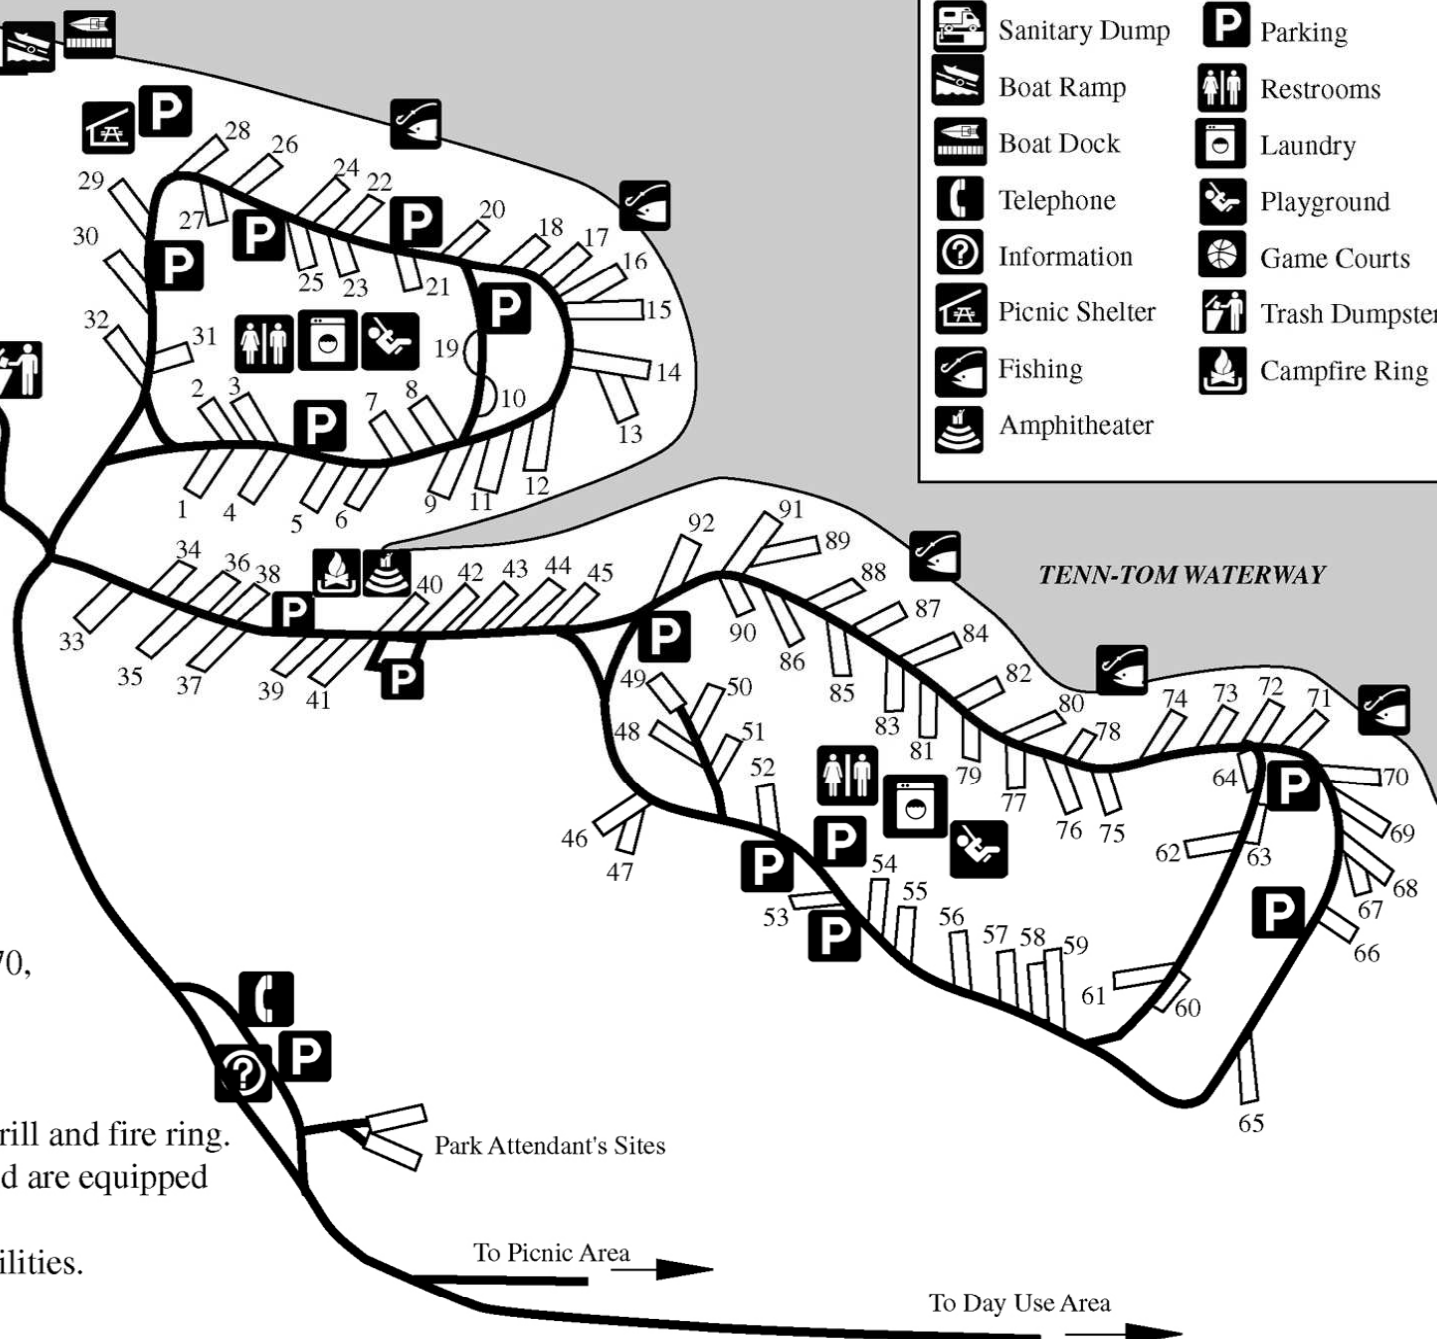 Sanitary Dump
P Parking
Boat Ramp
Restrooms
Boat Dock
Laundry
Telephone
Playground
? Information
Game Courts
Picnic Shelter
Trash Dumpster
Fishing
Campfire Ring
Amphitheater
P
28
26
24
22
29
27
P
P
20
18
17
16
30
P
25
23
21
P
15
32
31
19
14
2
3
7
8
10
P
13
1
4
5
6
9
11
12
34
36
38
40
42
43
44
45
P
33
35
37
39
41
P
92
91
89
88
87
84
82
80
78
74
73
72
71
TENN-TOM WATERWAY
P
90
86
85
83
81
79
77
76
75
49
50
48
51
52
46
47
64
P
70
69
62
63
68
67
66
P
P
P
53
P
54
55
56
57
58
59
61
60
65
70,
P
?
rill and fire ring.
Park Attendant's Sites
d are equipped
ilities.
To Picnic Area
To Day Use Area